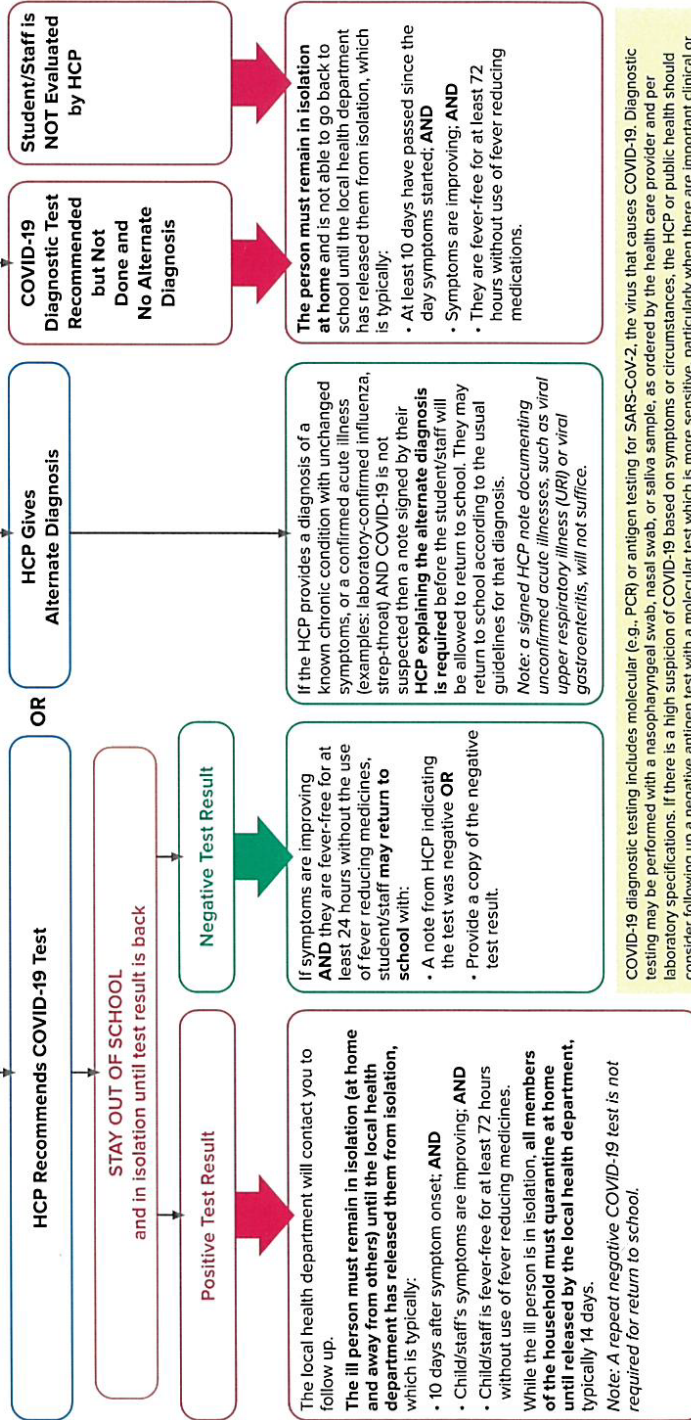 HCP Recommends COVID-19 Test
OR
HCP Gives
Alternate Diagnosis
COVID-19
Diagnostic Test
Recommended
but Not
Done and
No Alternate
Diagnosis
Student/Staff is
NOT Evaluated
by HCP
STAY OUT OF SCHOOL
and in isolation until test result is back
Positive Test Result
Negative Test Result
The local health department will contact you to
follow up.
The ill person must remain in isolation (at home
and away from others) until the local health
department has released them from isolation,
which is typically:
• 10 days after symptom onset; AND
• Child/staff's symptoms are improving; AND
• Child/staff is fever-free for at least 72 hours
without use of fever reducing medicines.
While the ill person is in isolation, all members
of the household must quarantine at home
until released by the local health department,
typically 14 days.
Note: A repeat negative COVID-19 test is not
required for return to school.
If symptoms are improving
AND they are fever-free for at
least 24 hours without the use
of fever reducing medicines,
student/staff may return to
school with:
• A note from HCP indicating
the test was negative OR
• Provide a copy of the negative
test result.
If the HCP provides a diagnosis of a
known chronic condition with unchanged
symptoms, or a confirmed acute illness
(examples: laboratory-confirmed influenza,
strep-throat) AND COVID-19 is not
suspected then a note signed by their
HCP explaining the alternate diagnosis
is required before the student/staff will
be allowed to return to school. They may
return to school according to the usual
guidelines for that diagnosis.
Note: a signed HCP note documenting
unconfirmed acute illnesses, such as viral
upper respiratory illness (URI) or viral
gastroenteritis, will not suffice.
The person must remain in isolation
at home and is not able to go back to
school until the local health department
has released them from isolation, which
is typically:
• At least 10 days have passed since the
day symptoms started; AND
• Symptoms are improving; AND
• They are fever-free for at least 72
hours without use of fever reducing
medications.
COVID-19 diagnostic testing includes molecular (e.g., PCR) or antigen testing for SARS-CoV-2, the virus that causes COVID-19. Diagnostic
testing may be performed with a nasopharyngeal swab, nasal swab, or saliva sample, as ordered by the health care provider and per
laboratory specifications. If there is a high suspicion of COVID-19 based on symptoms or circumstances, the HCP or public health should
consider following up a negative antigen test with a molecular test which is more sensitive, particularly when there are important clinical or